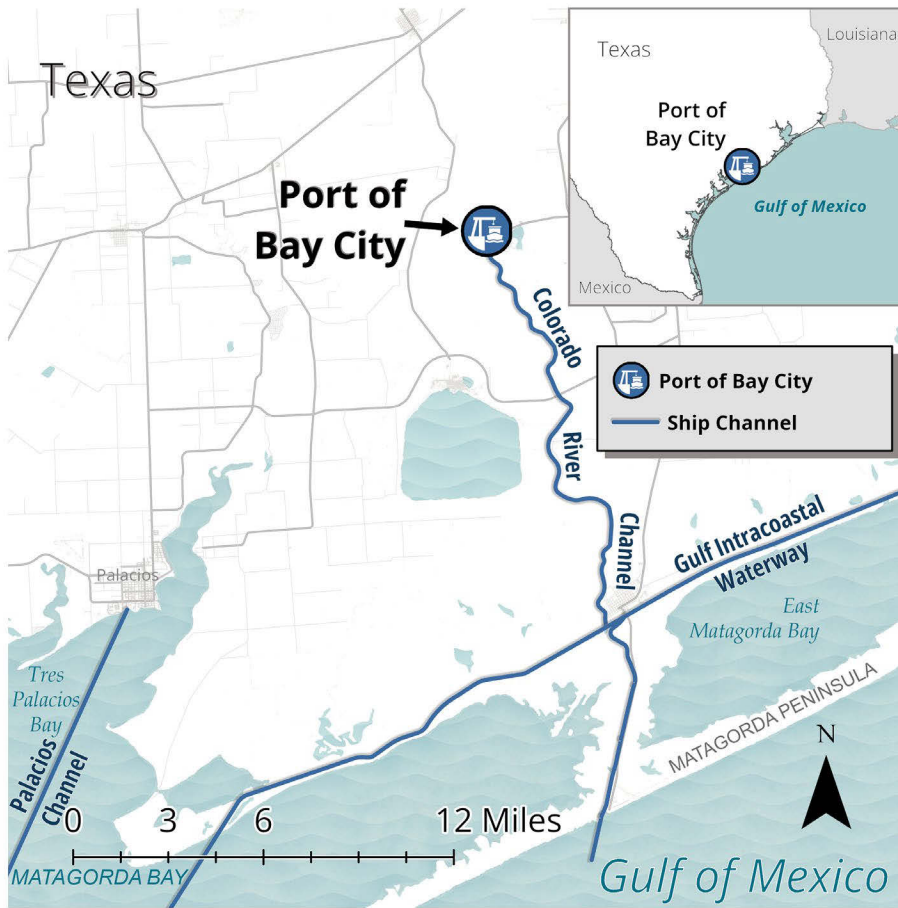 Texas
Port of
Bay City
Texas
Louisiana
Port of
Bay City
Gulf of Mexico
Mexico
Port of Bay City
Ship Channel
Colorado
River
Channel
Gulf Intracoastal
Waterway
East
Matagorda Bay
MATAGORDA PENINSULA
Palacios
Tres
Palacios
Bay
Palacios
Channel
N
0 3 6 12 Miles
MATAGORDA BAY
Gulf of Mexico